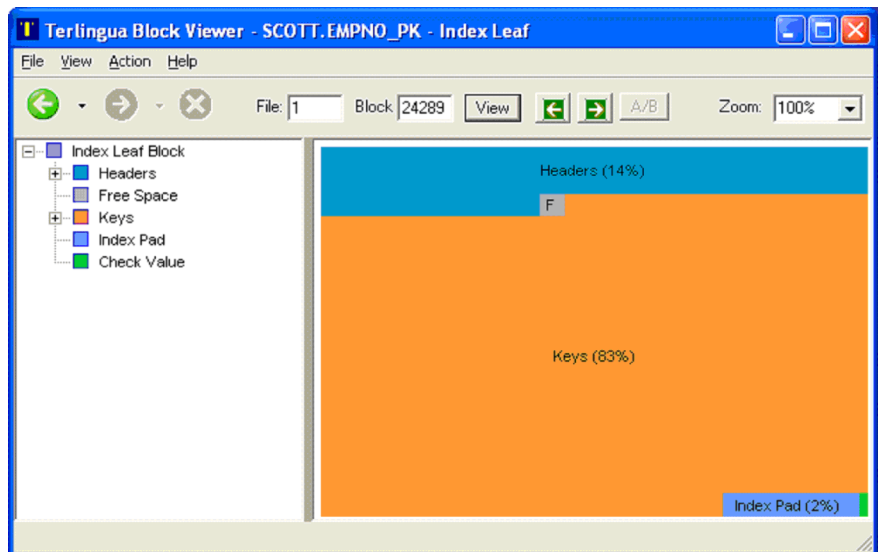 Terlingua Block Viewer - SCOTT.EMPNO_PK - Index Leaf
File View Action Help
File: 1 Block 24289 View A/B Zoom: 100%
Index Leaf Block
Headers
Free Space
Keys
Index Pad
Check Value
Headers (14%)
F
Keys (83%)
Index Pad (2%)